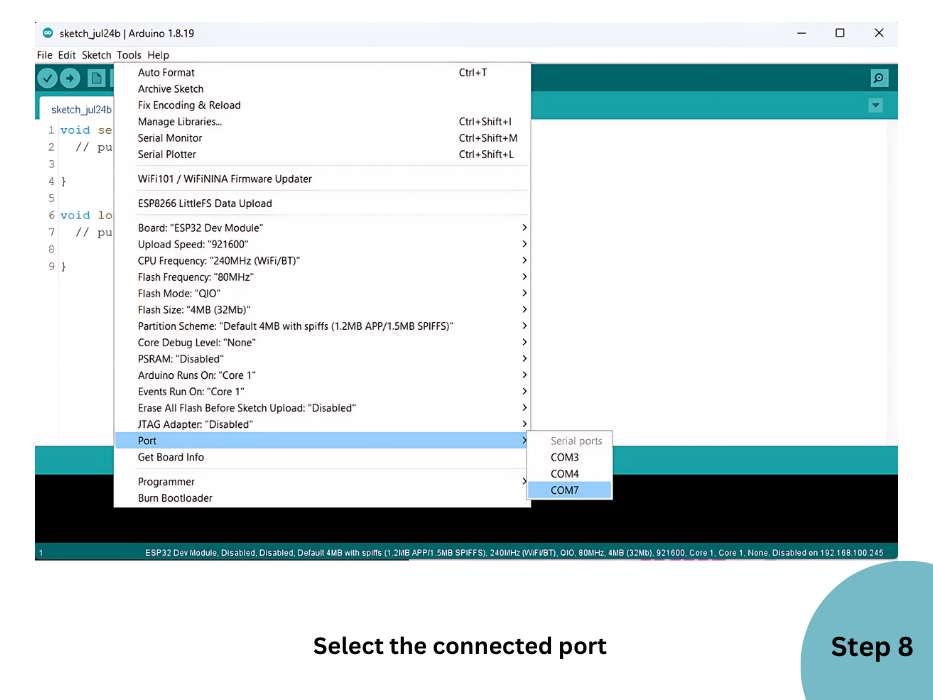 sketch_jul24b | Arduino 1.8.19
File Edit Sketch Tools Help
sketch_jul24b
1 void se
2 // pu
3
4 }
5
6 void lo
7 // pu
8
9 }
Auto Format Ctrl+T
Archive Sketch
Fix Encoding & Reload
Manage Libraries... Ctrl+Shift+I
Serial Monitor Ctrl+Shift+M
Serial Plotter Ctrl+Shift+L
WiFi101 / WiFiNINA Firmware Updater
ESP8266 LittleFS Data Upload
Board: "ESP32 Dev Module"
Upload Speed: "921600"
CPU Frequency: "240MHz (WiFi/BT)"
Flash Frequency: "80MHz"
Flash Mode: "QIO"
Flash Size: "4MB (32Mb)"
Partition Scheme: "Default 4MB with spiffs (1.2MB APP/1.5MB SPIFFS)"
Core Debug Level: "None"
PSRAM: "Disabled"
Arduino Runs On: "Core 1"
Events Run On: "Core 1"
Erase All Flash Before Sketch Upload: "Disabled"
JTAG Adapter: "Disabled"
Port
Get Board Info
Programmer
Burn Bootloader
Serial ports
COM3
COM4
COM7
1 ESP32 Dev Module, Disabled, Disabled, Default 4MB with spiffs (1.2MB APP/1.5MB SPIFFS), 240MHz (WiFi/BT), QIO, 80MHz, 4MB (32Mb), 921600, Core 1, Core 1, None, Disabled on 192.168.100.245
Select the connected port
Step 8